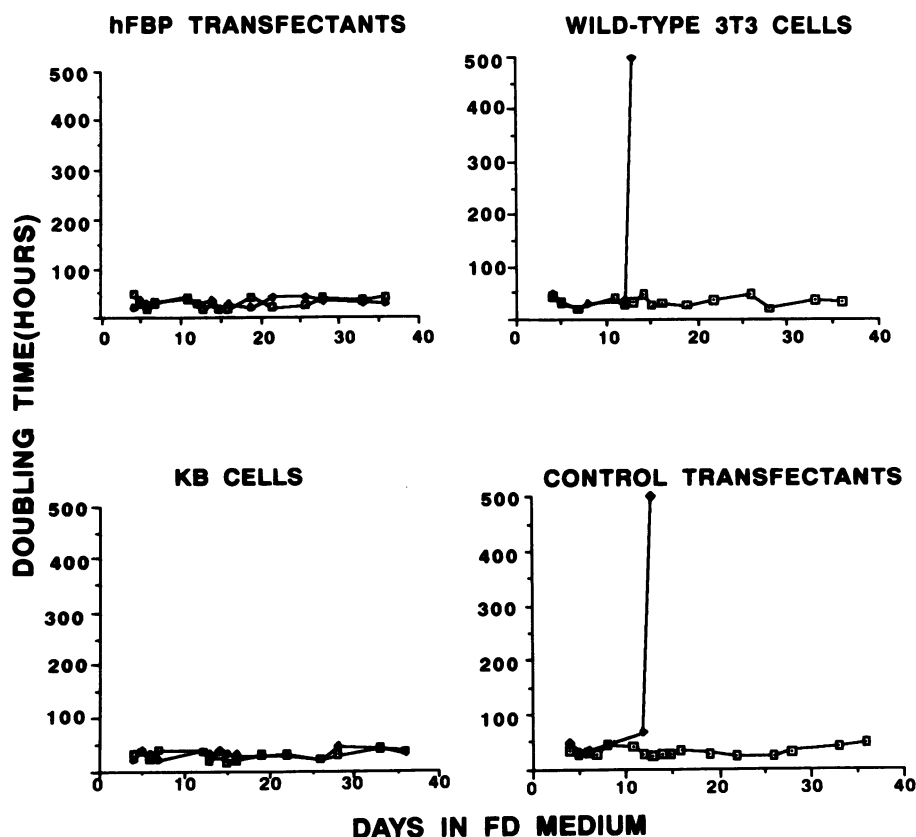 hFBP TRANSFECTANTS
WILD-TYPE 3T3 CELLS
500
400
300
200
100
0 10 20 30 40
500
400
300
200
100
0
0 10 20 30 40
DOUBLING TIME(HOURS)
KB CELLS
CONTROL TRANSFECTANTS
500
400
300
200
100
0
0 10 20 30 40
500
400
300
200
100
0
0 10 20 30 40
DAYS IN FD MEDIUM